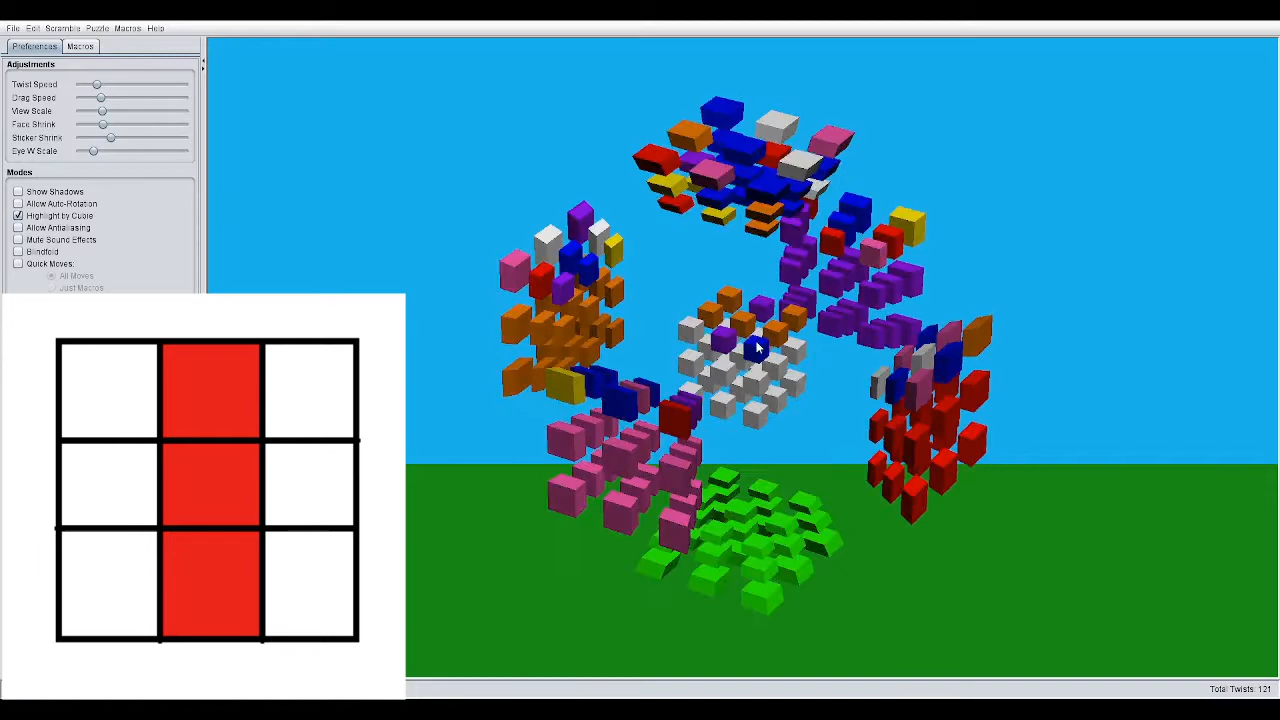 File Edit Scramble Puzzle Macros Help
Preferences Macros
Adjustments
Twist Speed
Drag Speed
View Scale
Face Shrink
Sticker Shrink
Eye W Scale
Modes
Show Shadows
Allow Auto-Rotation
Highlight by Cubie
Allow Antialiasing
Mute Sound Effects
Blindfold
Quick Moves:
All Moves
Just Macros
Total Twists: 121